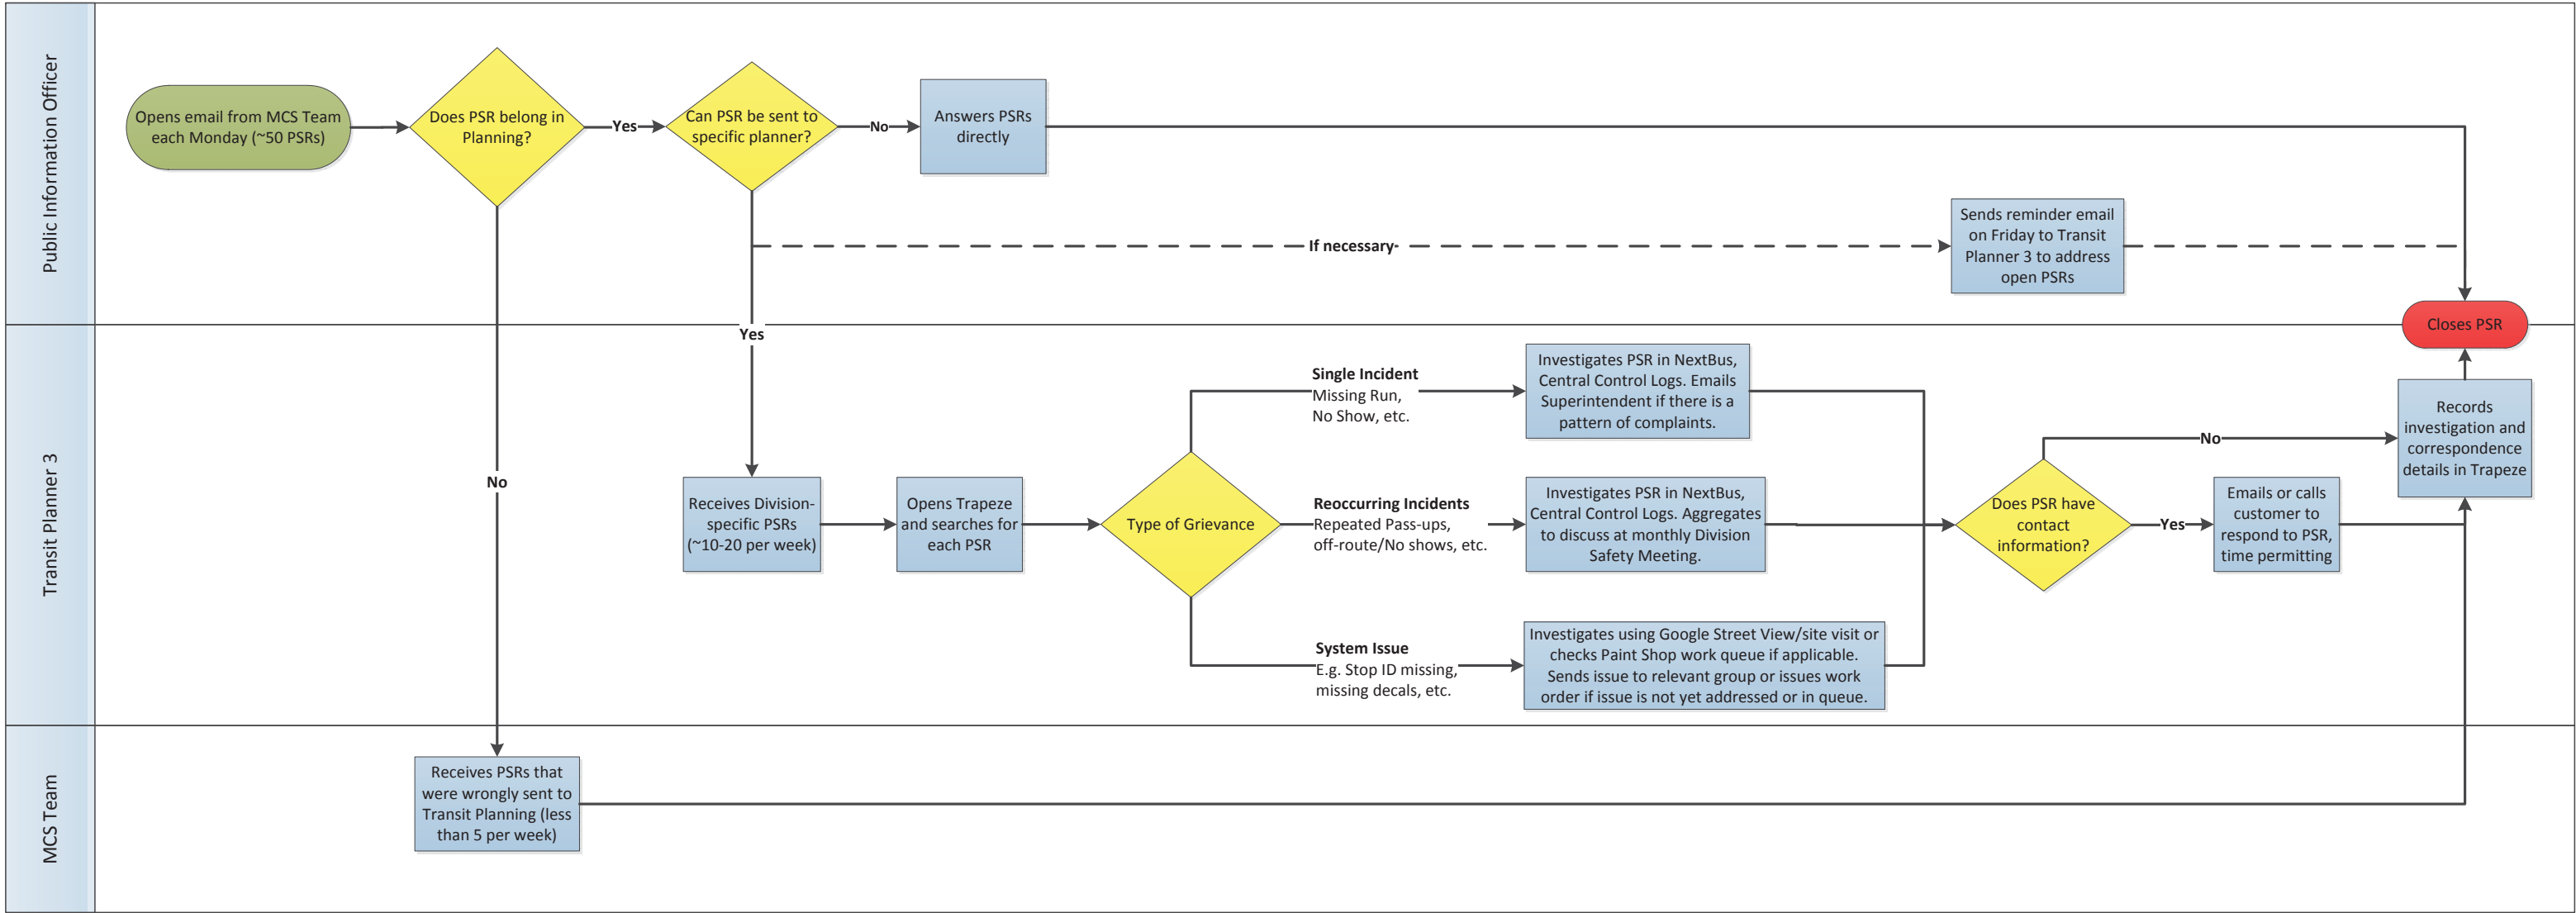 Public Information Officer
Opens email from MCS Team
each Monday (~50 PSRs)
Does PSR belong in
Planning?
Yes
Can PSR be sent to
specific planner?
No
Answers PSRs
directly
If necessary-
Sends reminder email
on Friday to Transit
Planner 3 to address
open PSRs
Closes PSR
Yes
No
Transit Planner 3
Receives Division-
specific PSRs
(~10-20 per week)
Opens Trapeze
and searches for
each PSR
Type of Grievance
Single Incident
Missing Run,
No Show, etc.
Investigates PSR in NextBus,
Central Control Logs. Emails
Superintendent if there is a
pattern of complaints.
Reoccurring Incidents
Repeated Pass-ups,
off-route/No shows, etc.
Investigates PSR in NextBus,
Central Control Logs. Aggregates
to discuss at monthly Division
Safety Meeting.
System Issue
E.g. Stop ID missing,
missing decals, etc.
Investigates using Google Street View/site visit or
checks Paint Shop work queue if applicable.
Sends issue to relevant group or issues work
order if issue is not yet addressed or in queue.
Does PSR have
contact
information?
No
Yes
Emails or calls
customer to
respond to PSR,
time permitting
Records
investigation and
correspondence
details in Trapeze
MCS Team
Receives PSRs that
were wrongly sent to
Transit Planning (less
than 5 per week)